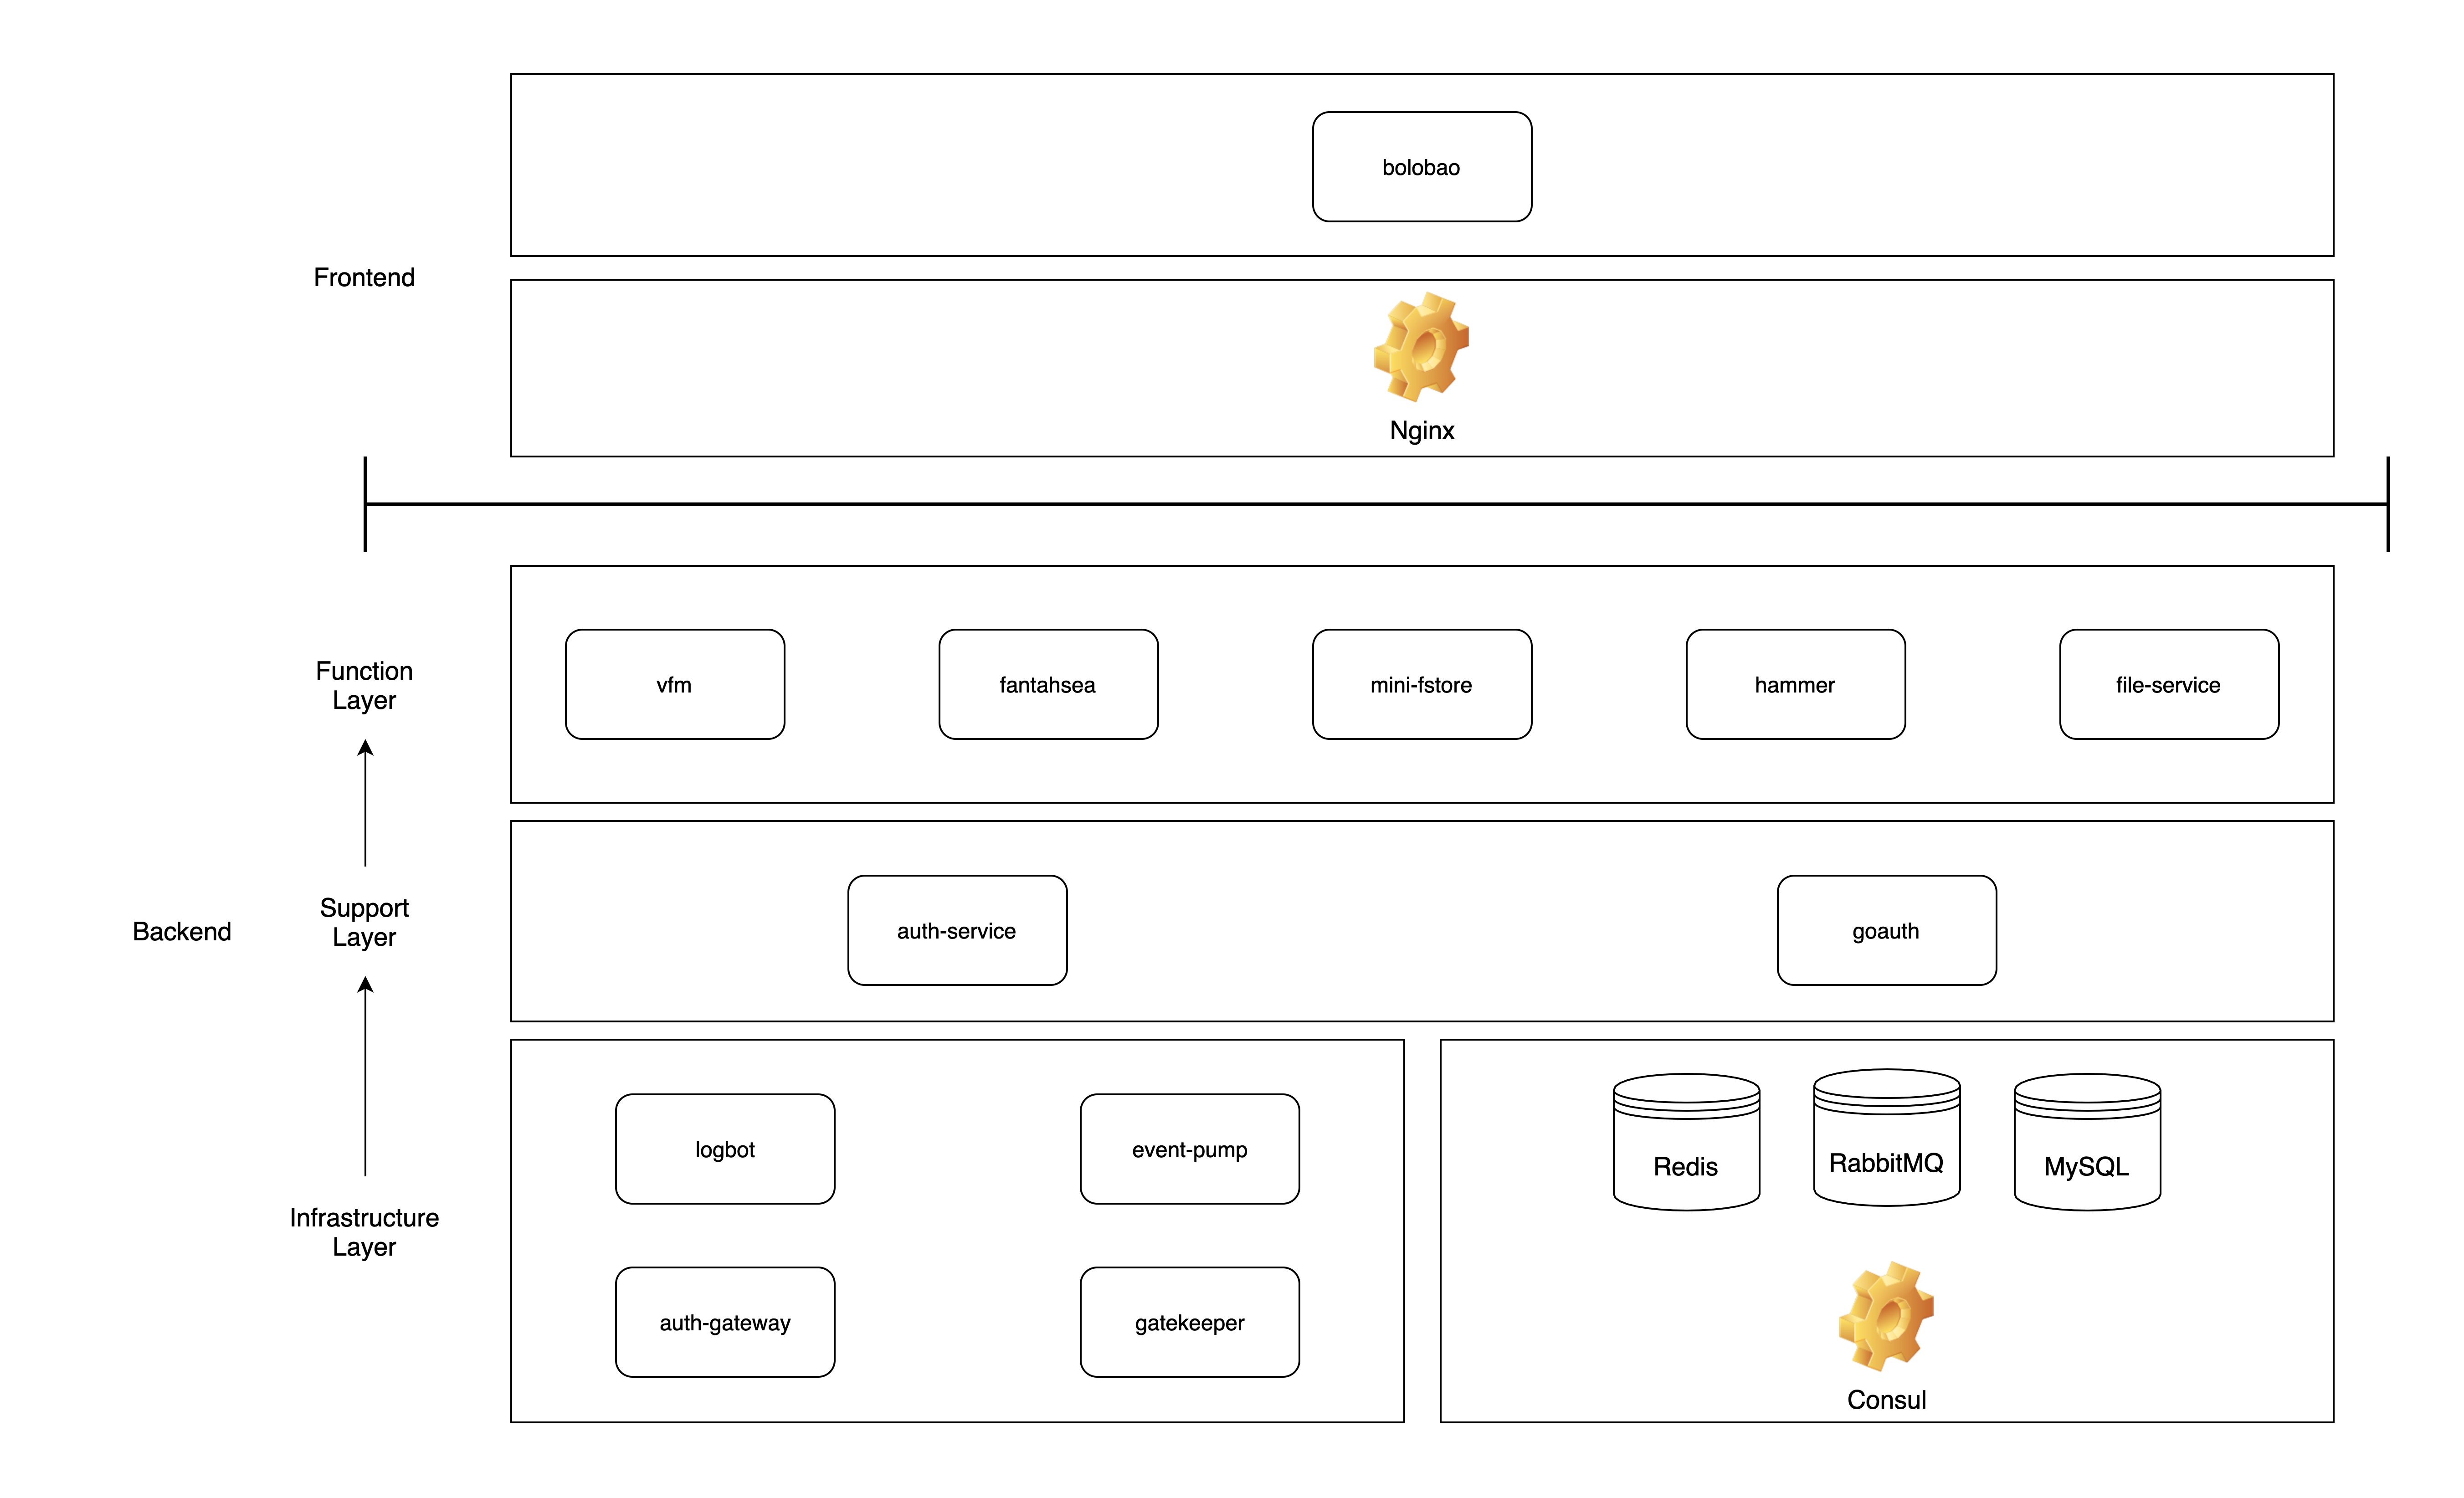 bolobao
Frontend
Nginx
Function
Layer
vfm
fantahsea
mini-fstore
hammer
file-service
Backend
Support
Layer
auth-service
goauth
Infrastructure
Layer
logbot
event-pump
auth-gateway
gatekeeper
Redis
RabbitMQ
MySQL
Consul